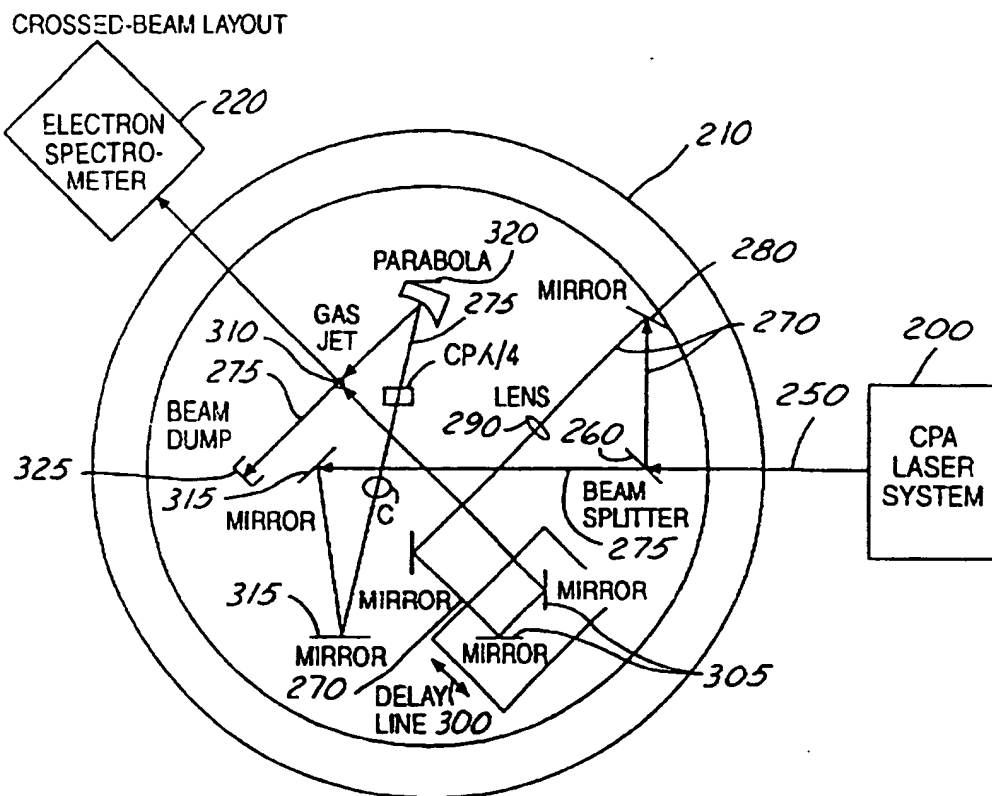 CROSSED-BEAM LAYOUT
ELECTRON
SPECTRO-
METER
220
210
320
PARABOLA
280
275
MIRROR
270
GAS
JET
310
CPλ/4
200
275
LENS
250
BEAM
DUMP
290
260
CPA
LASER
SYSTEM
325
315
BEAM
SPLITTER
MIRROR
C
275
315
MIRROR
MIRROR
MIRROR
MIRROR
270
305
DELAY
LINE 300